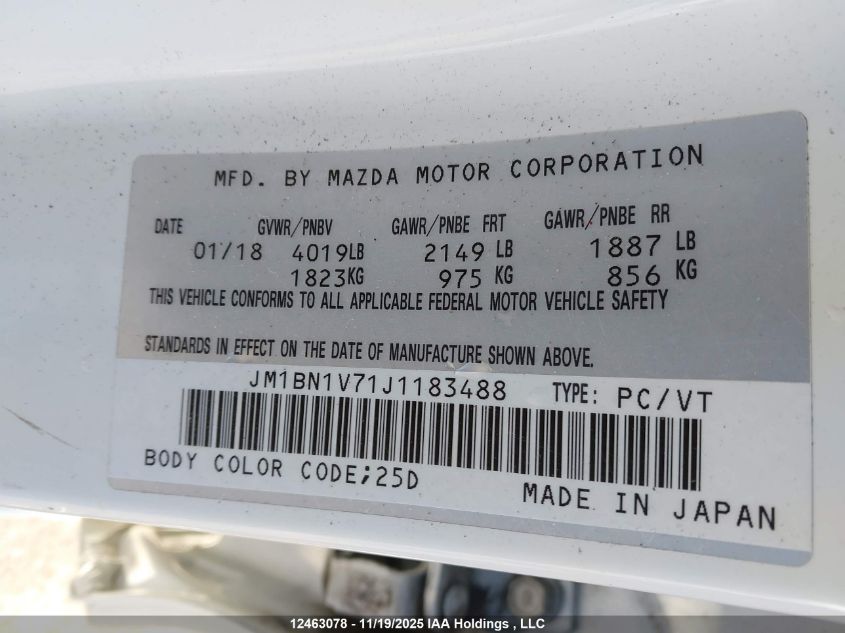 MFD. BY MAZDA MOTOR CORPORATION
DATE GVWR/PNBV GAWR/PNBE FRT GAWR/PNBE RR
01/18 4019LB 2149 LB 1887 LB
1823KG 975 KG 856 KG
THIS VEHICLE CONFORMS TO ALL APPLICABLE FEDERAL MOTOR VEHICLE SAFETY
STANDARDS IN EFFECT ON THE DATE OF MANUFACTURE SHOWN ABOVE.
JM1BN1V71J1183488 TYPE: PC/VT
BODY COLOR CODE;25D
MADE IN JAPAN
12463078 - 11/19/2025 IAA Holdings , LLC